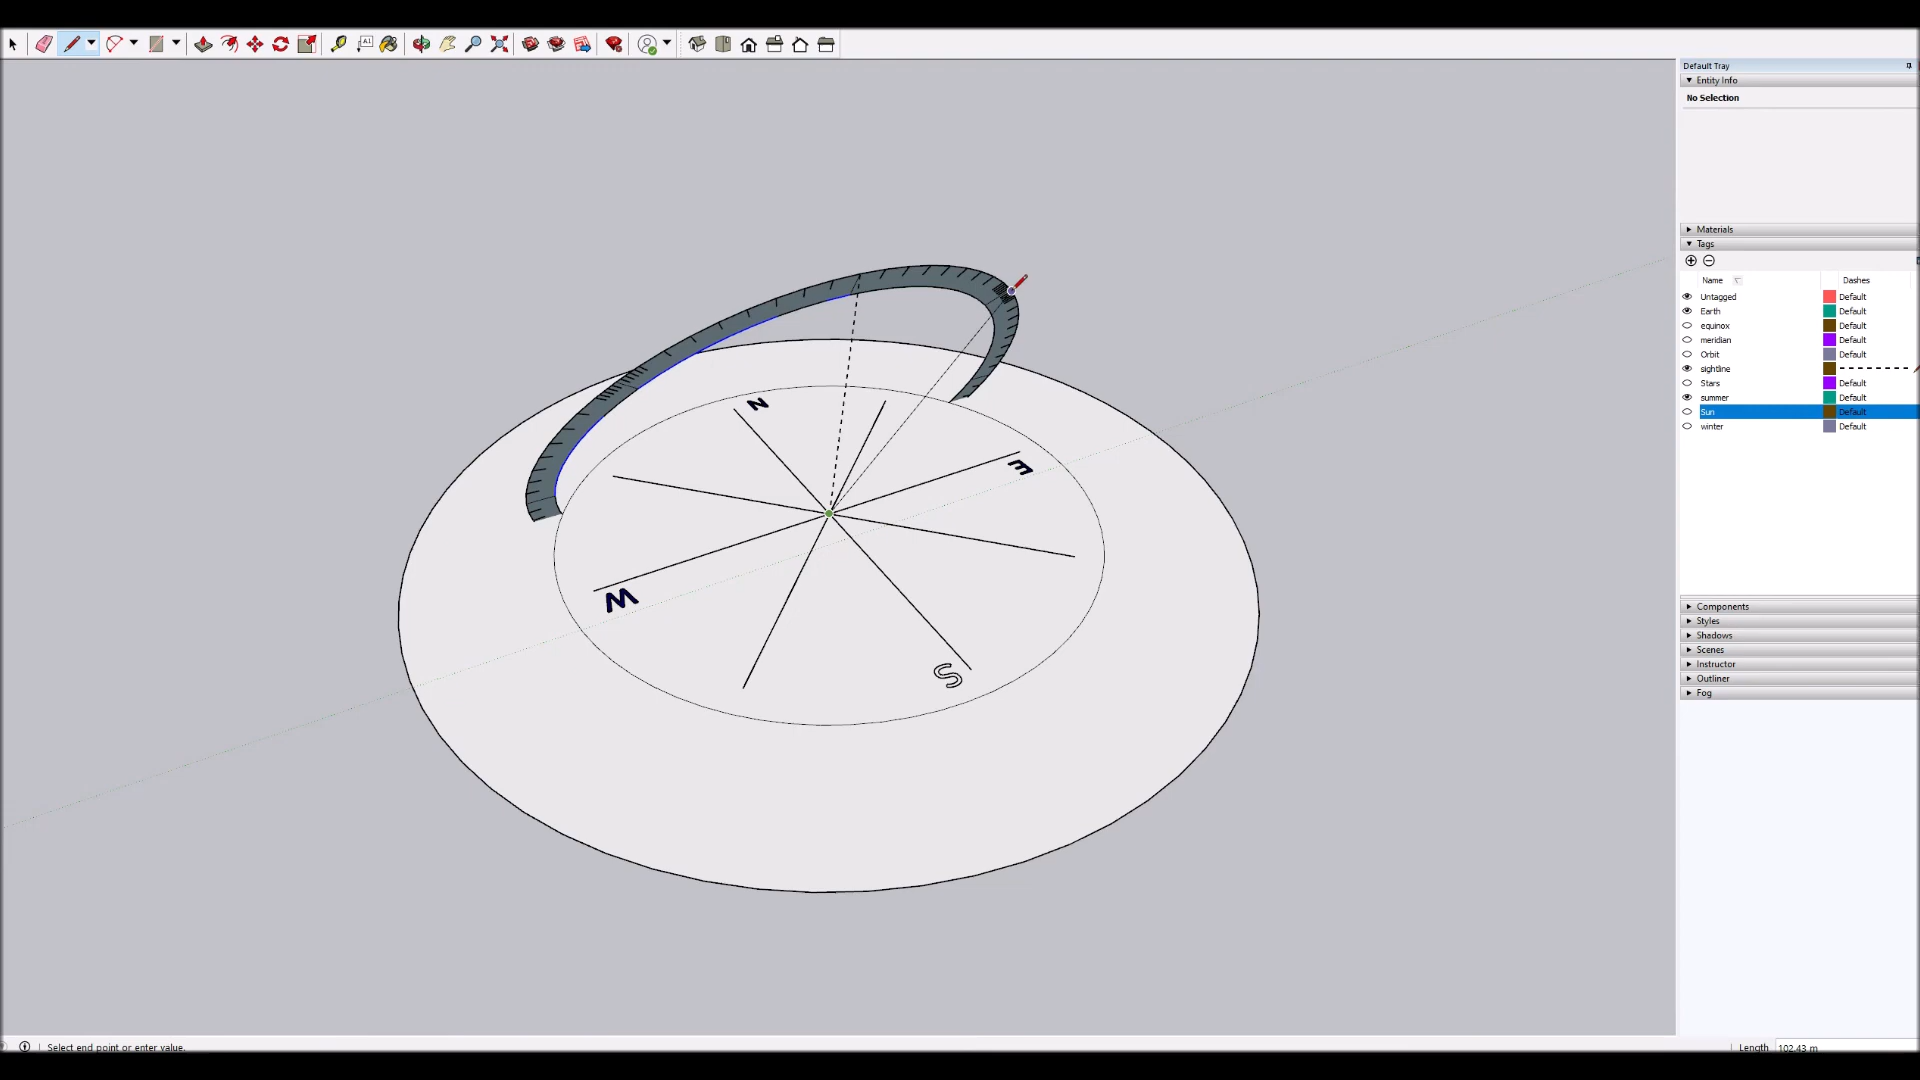 A1
Default Tray
Entity Info
No Selection
Materials
Tags
Name Dashes
Untagged Default
Earth Default
equinox Default
meridian Default
Orbit Default
sightline
Stars Default
summer Default
Sun Default
winter Default
N
E
W
S
Components
Styles
Shadows
Scenes
Instructor
Outliner
Fog
Select end point or enter value.
Length 102.43 m